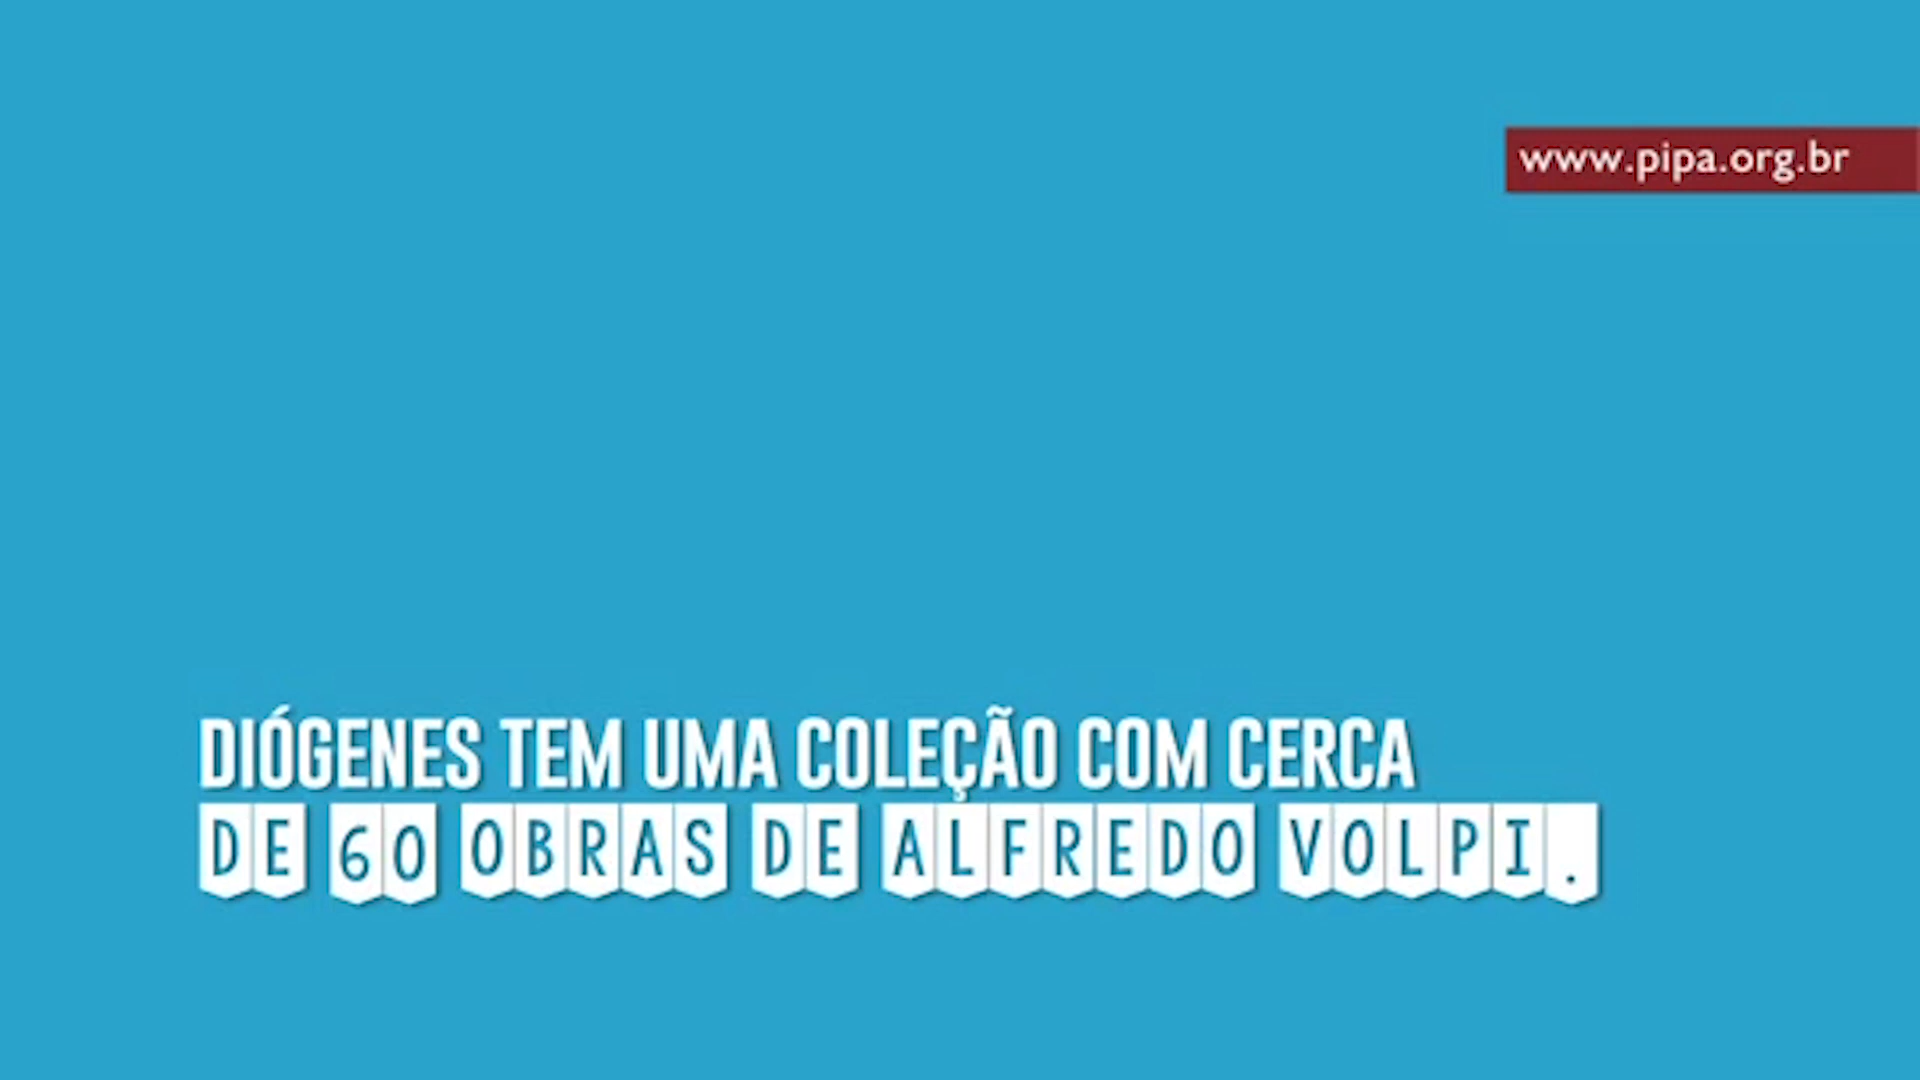 www.pipa.org.br
DIÓGENES TEM UMA COLEÇÃO COM CERCA
DE 60 OBRAS DE ALFREDO VOLPI.